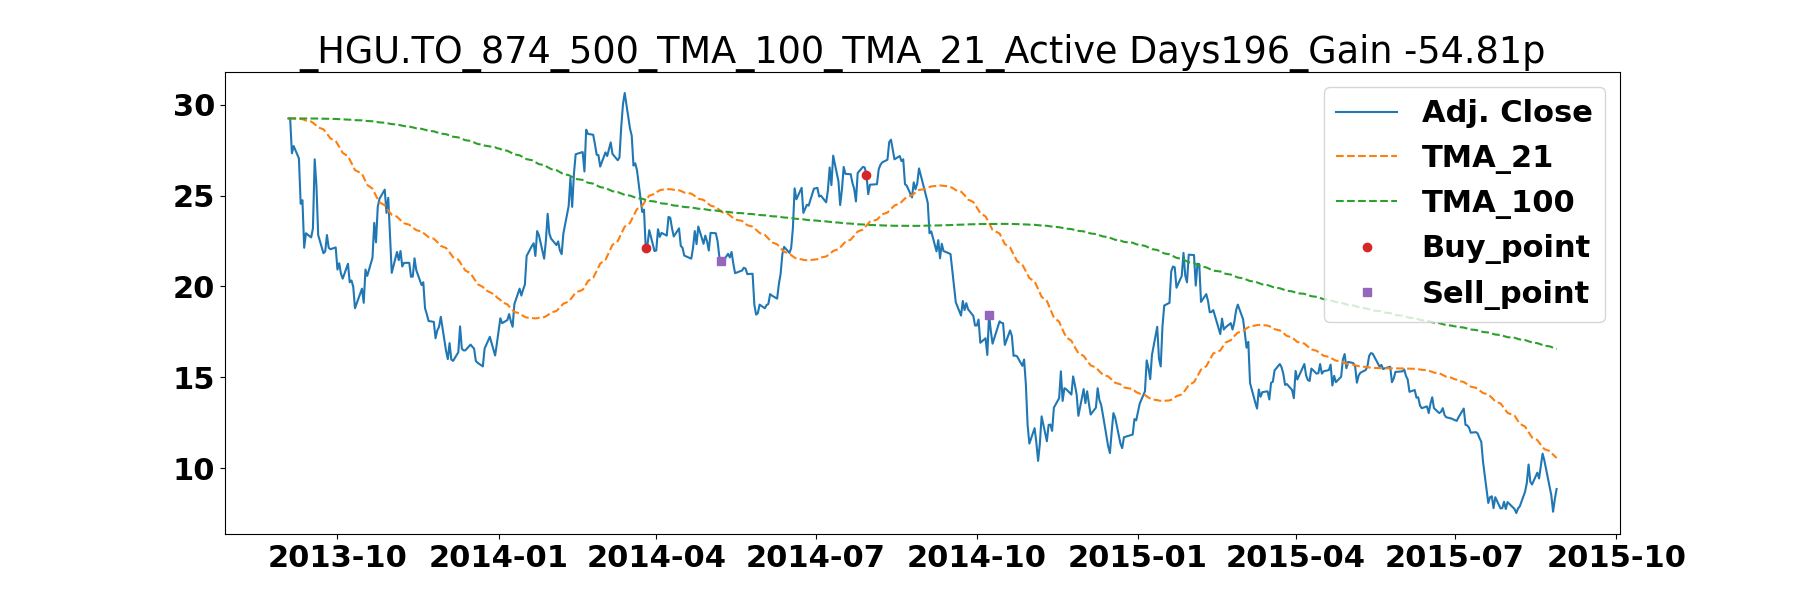 _HGU.TO_874_500_TMA_100_TMA_21_Active Days196_Gain -54.81p
30
25
20
15
10
Adj. Close
TMA_21
TMA_100
Buy_point
Sell_point
2013-10 2014-01 2014-04 2014-07 2014-10 2015-01 2015-04 2015-07 2015-10